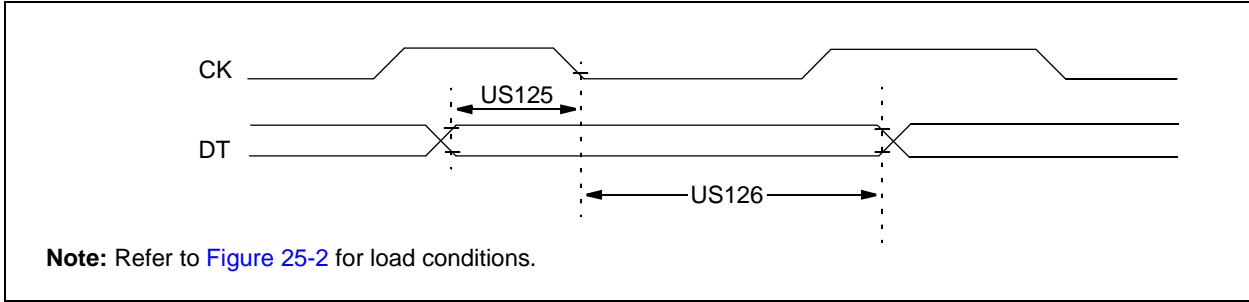 CK
US125
DT
US126
Note: Refer to Figure 25-2 for load conditions.